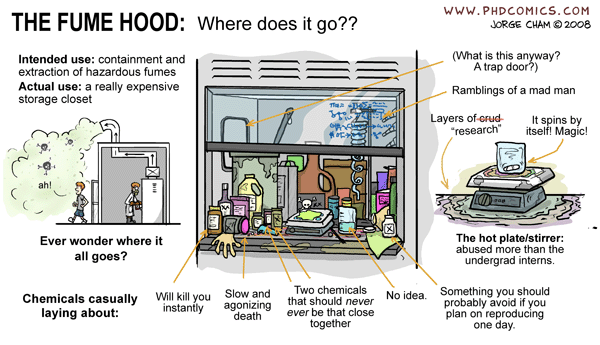 THE FUME HOOD: Where does it go??
WWW.PHDCOMICS.COM
JORGE CHAM © 2008
Intended use: containment and
extraction of hazardous fumes
Actual use: a really expensive
storage closet
ah!
Ever wonder where it
all goes?
(What is this anyway?
A trap door?)
Ramblings of a mad man
Layers of crud
"research"
It spins by
itself! Magic!
The hot plate/stirrer:
abused more than the
undergrad interns.
Chemicals casually
laying about:
Will kill you
instantly
Slow and
agonizing
death
Two chemicals
that should never
ever be that close
together
No idea.
Something you should
probably avoid if you
plan on reproducing
one day.